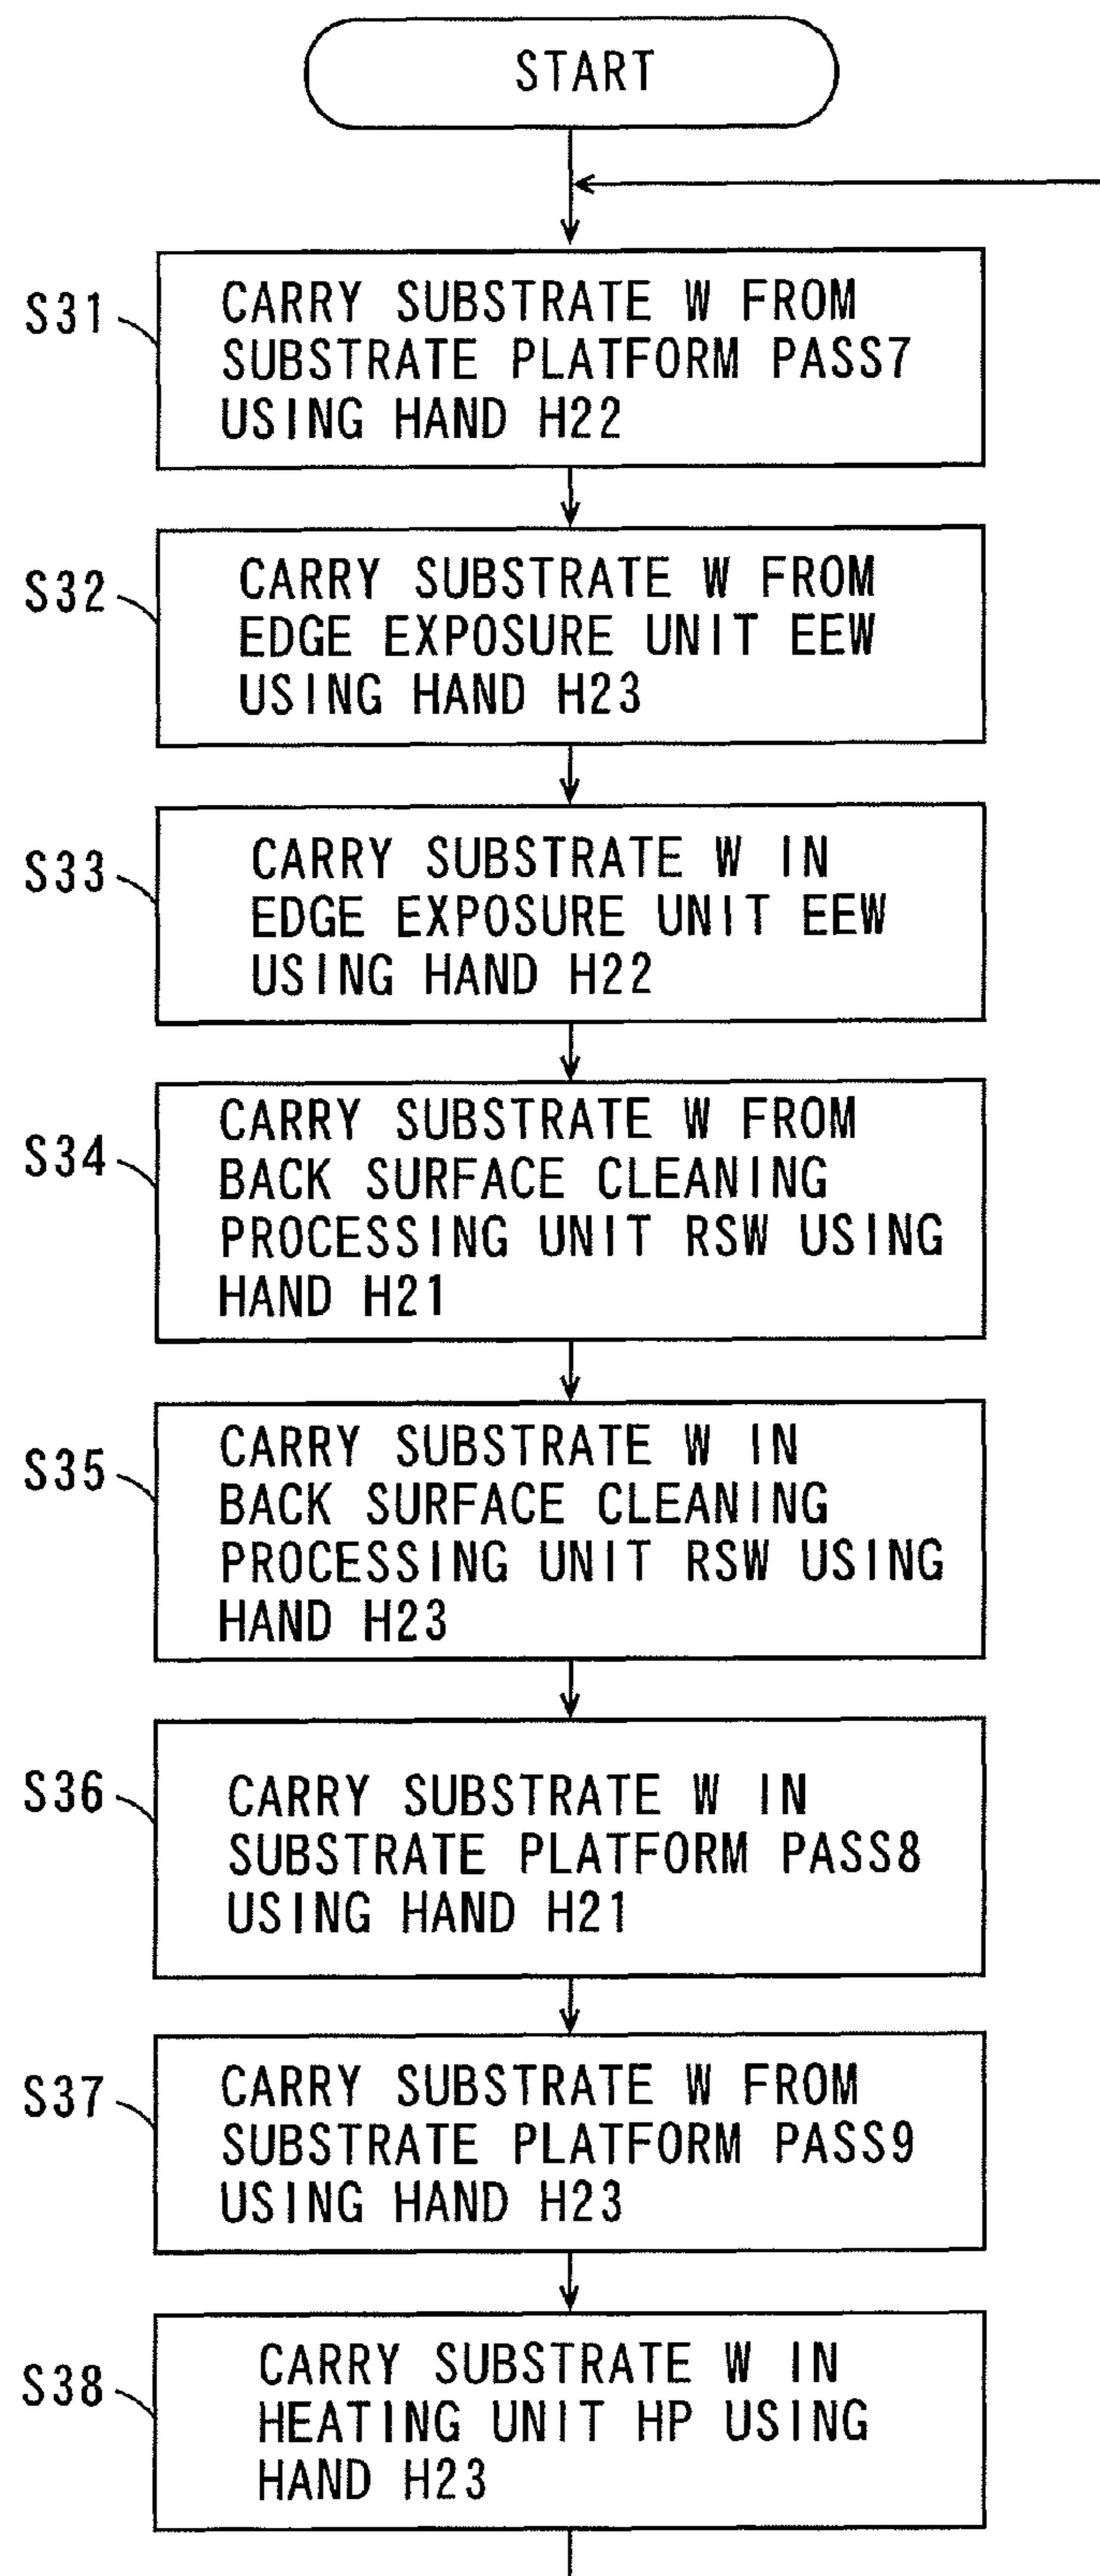 START
S31
CARRY SUBSTRATE W FROM
SUBSTRATE PLATFORM PASS7
USING HAND H22
S32
CARRY SUBSTRATE W FROM
EDGE EXPOSURE UNIT EEW
USING HAND H23
S33
CARRY SUBSTRATE W IN
EDGE EXPOSURE UNIT EEW
USING HAND H22
S34
CARRY SUBSTRATE W FROM
BACK SURFACE CLEANING
PROCESSING UNIT RSW USING
HAND H21
S35
CARRY SUBSTRATE W IN
BACK SURFACE CLEANING
PROCESSING UNIT RSW USING
HAND H23
S36
CARRY SUBSTRATE W IN
SUBSTRATE PLATFORM PASS8
USING HAND H21
S37
CARRY SUBSTRATE W FROM
SUBSTRATE PLATFORM PASS9
USING HAND H23
S38
CARRY SUBSTRATE W IN
HEATING UNIT HP USING
HAND H23